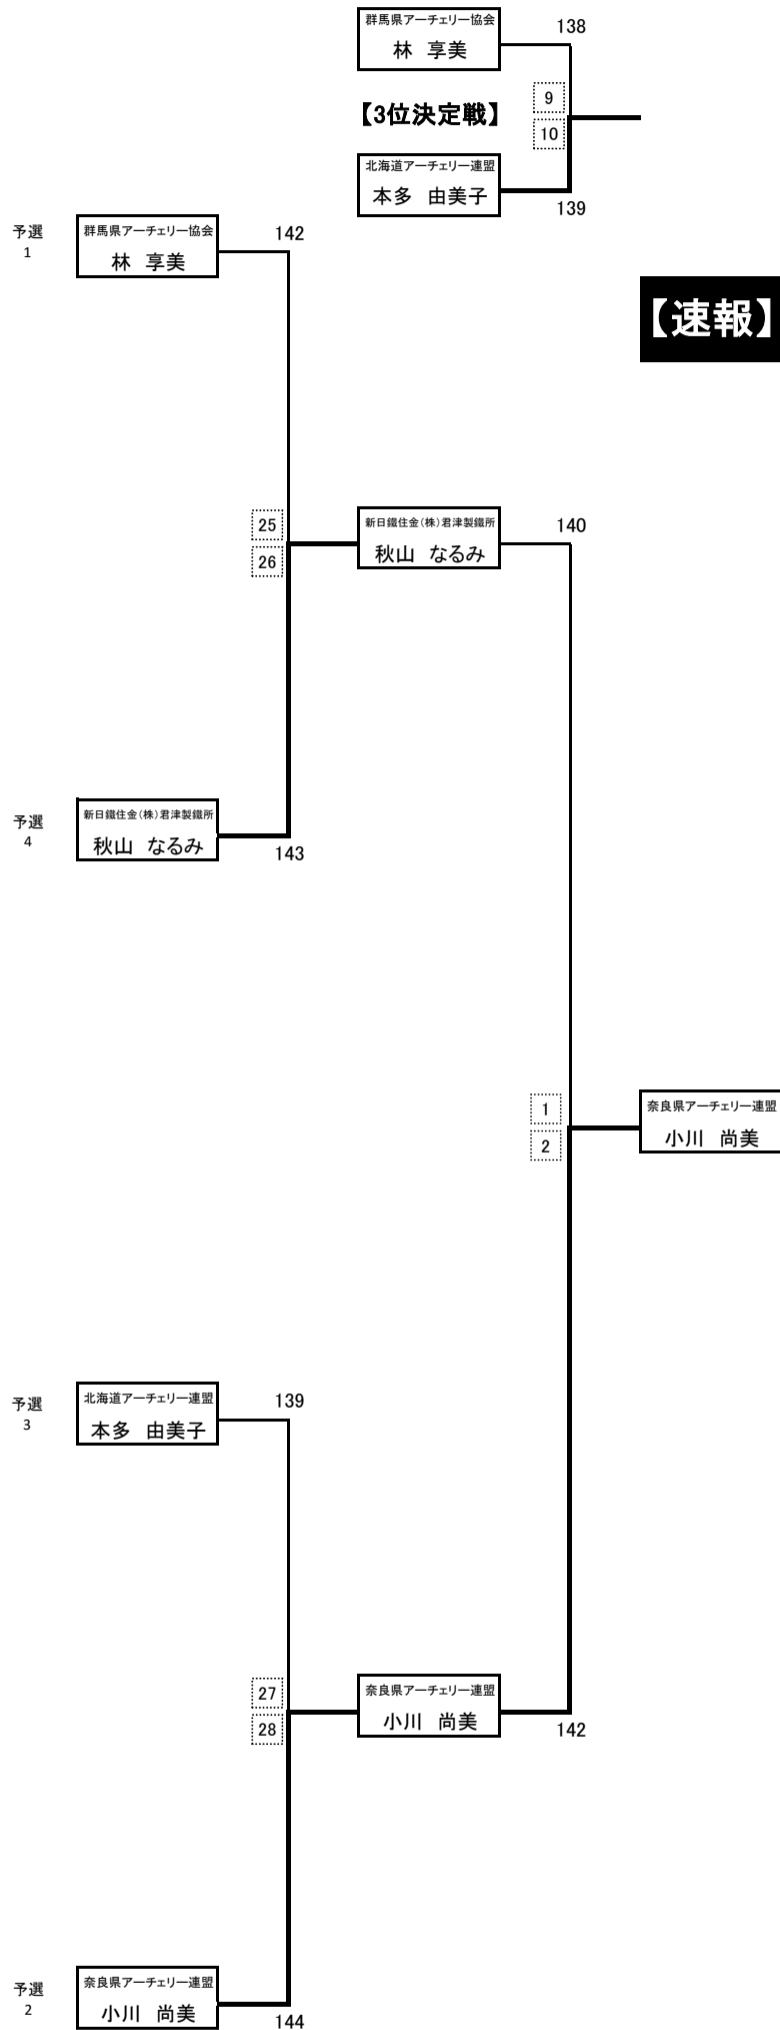 群馬県アーチェリー協会
林　享美
138
【3位決定戦】
9
10
北海道アーチェリー連盟
本多　由美子
139
予選
1
群馬県アーチェリー協会
林　享美
142
【速報】
25
26
新日鐵住金(株)君津製鐵所
秋山　なるみ
140
予選
4
新日鐵住金(株)君津製鐵所
秋山　なるみ
143
1
2
奈良県アーチェリー連盟
小川　尚美
予選
3
北海道アーチェリー連盟
本多　由美子
139
27
28
奈良県アーチェリー連盟
小川　尚美
142
予選
2
奈良県アーチェリー連盟
小川　尚美
144